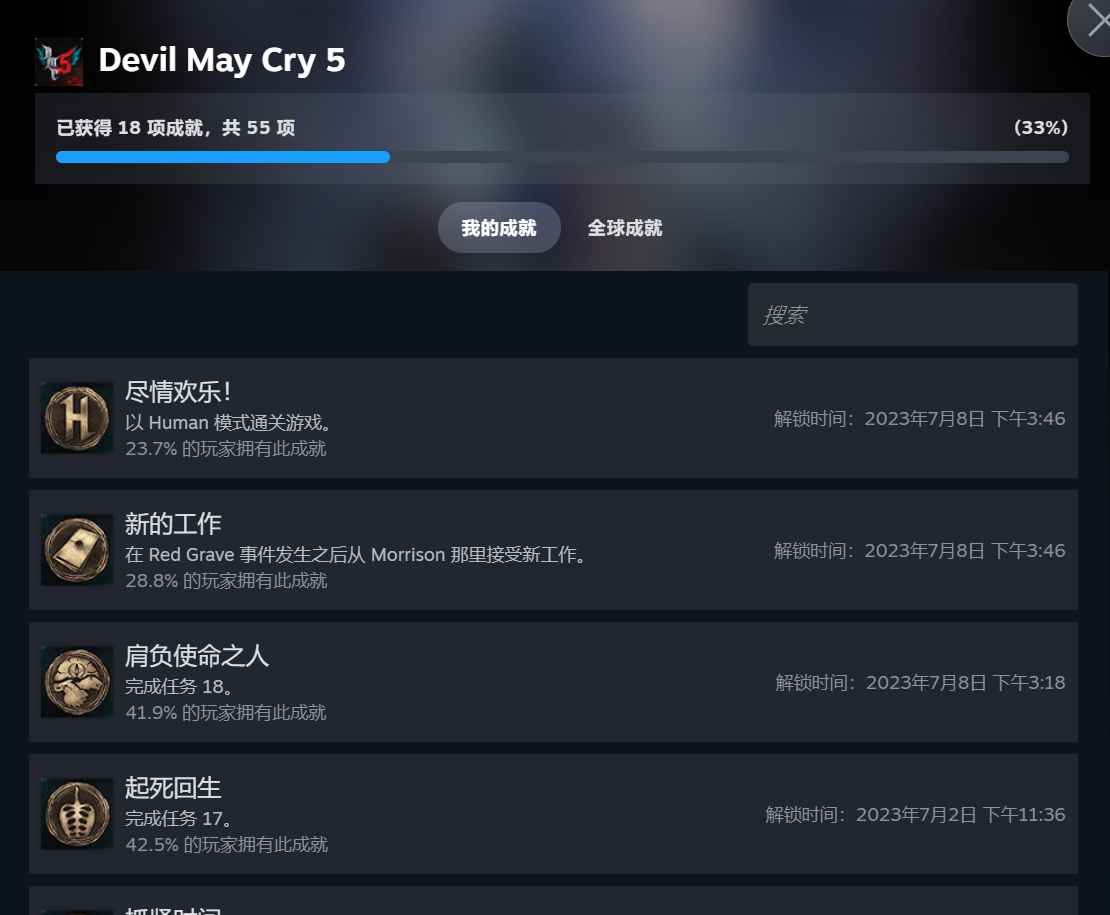 Devil May Cry 5
已获得 18 项成就，共 55 项
(33%)
我的成就
全球成就
搜索
尽情欢乐！
以 Human 模式通关游戏。
23.7% 的玩家拥有此成就
解锁时间：2023年7月8日 下午3:46
新的工作
在 Red Grave 事件发生之后从 Morrison 那里接受新工作。
28.8% 的玩家拥有此成就
解锁时间：2023年7月8日 下午3:46
肩负使命之人
完成任务 18。
41.9% 的玩家拥有此成就
解锁时间：2023年7月8日 下午3:18
起死回生
完成任务 17。
42.5% 的玩家拥有此成就
解锁时间：2023年7月2日 下午11:36